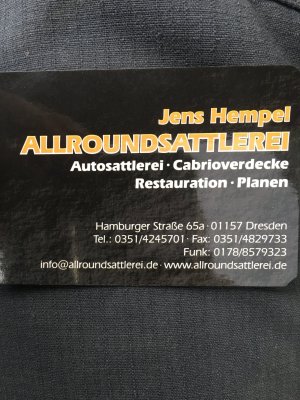 Jens Hempel
ALLROUNDSATTLEREI
Autosattlerei · Cabrioverdecke
Restauration · Planen
Hamburger Straße 65a · 01157 Dresden
Tel.: 0351/4245701 · Fax: 0351/4829733
Funk: 0178/8579323
info@allroundsattlerei.de · www.allroundsattlerei.de